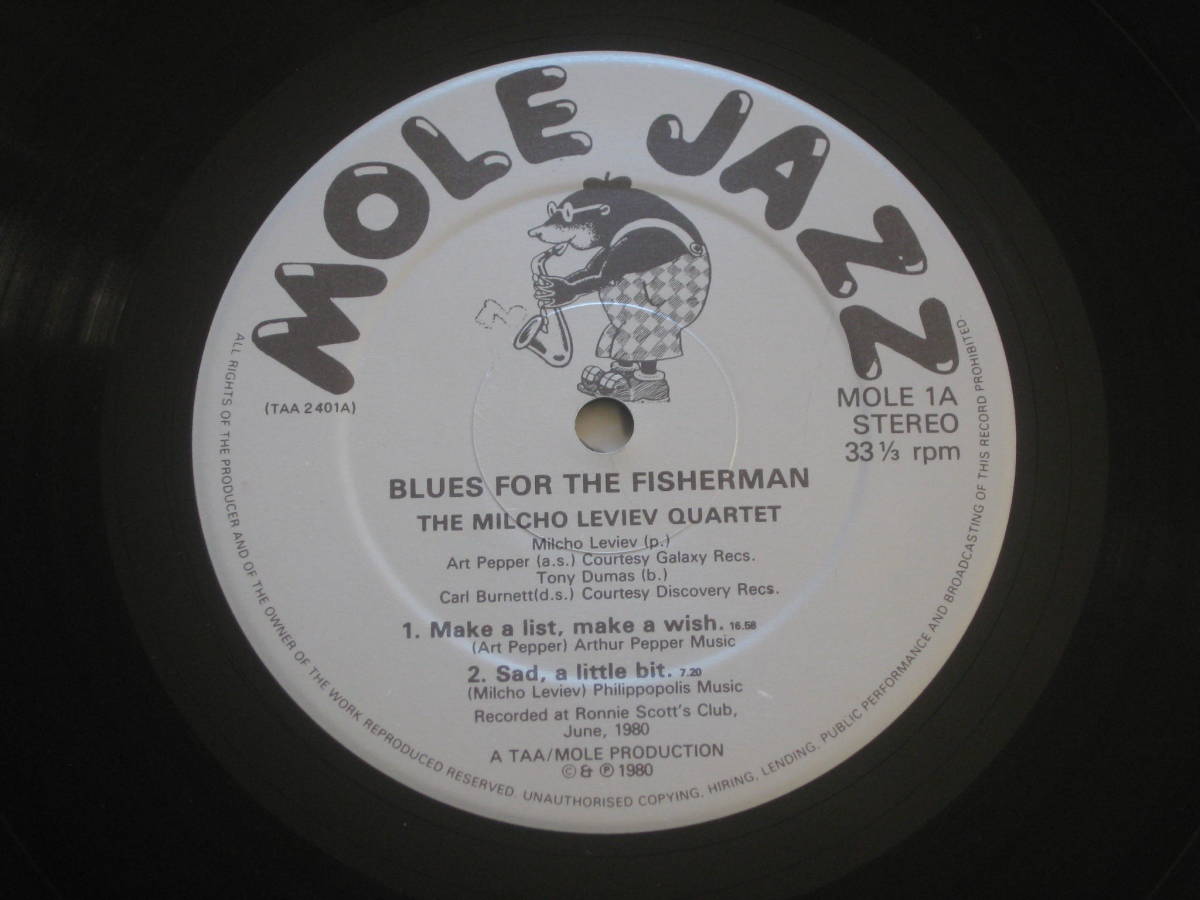 MOLE JAZZ
(TAA 2401A)
MOLE 1A
STEREO
33 1/3 rpm
BLUES FOR THE FISHERMAN
THE MILCHO LEVIEV QUARTET
Milcho Leviev (p.)
Art Pepper (a.s.) Courtesy Galaxy Recs.
Tony Dumas (b.)
Carl Burnett(d.s.) Courtesy Discovery Recs.
1. Make a list, make a wish. 16.58
(Art Pepper) Arthur Pepper Music
2. Sad, a little bit. 7.20
(Milcho Leviev) Philippopolis Music
Recorded at Ronnie Scott's Club,
June, 1980
A TAA/MOLE PRODUCTION
© & ℗ 1980
ALL RIGHTS OF THE PRODUCER AND OF THE OWNER OF THE WORK REPRODUCED RESERVED. UNAUTHORISED COPYING, HIRING, LENDING, PUBLIC PERFORMANCE AND BROADCASTING OF THIS RECORD PROHIBITED.